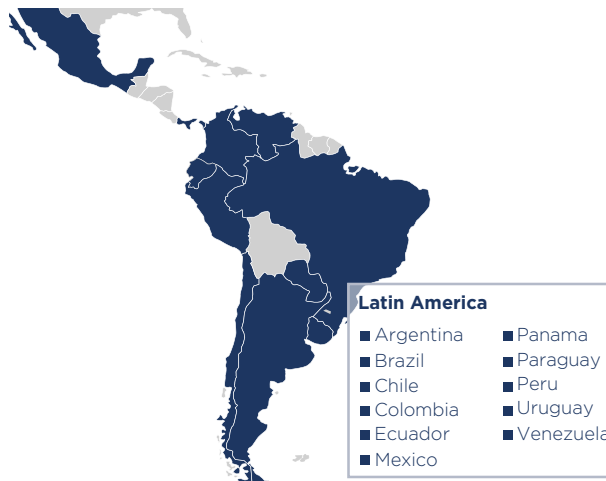 Latin America
Argentina
Brazil
Chile
Colombia
Ecuador
Mexico
Panama
Paraguay
Peru
Uruguay
Venezuela